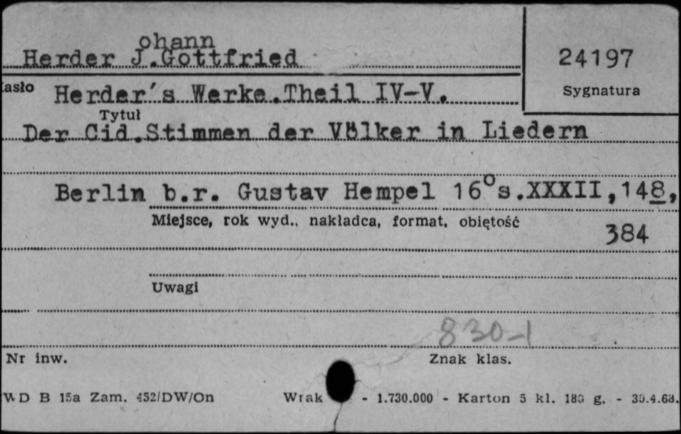 ohann
Herder J.Gottfried
24197
asło Herder's Werke.Theil IV-V.
Sygnatura
Tytuł
Der Cid.Stimmen der Völker in Liedern
Berlin b.r. Gustav Hempel 16°s.XXXII,148,
Miejsce, rok wyd., nakładca, format, objętość
384
Uwagi
830-1
Nr inw.
Znak klas.
WD B 15a Zam. 452/DW/On Wrak - 1.730.000 - Karton 5 kl. 180 g. - 30.4.68.